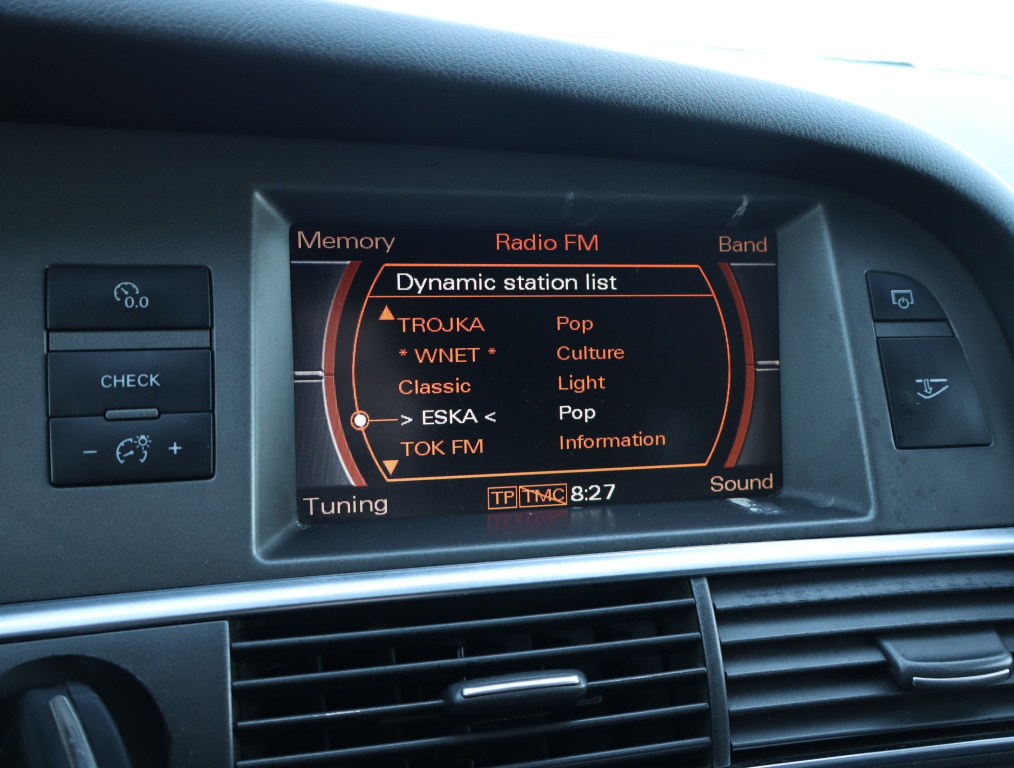 Memory Radio FM Band
Dynamic station list
TROJKA Pop
* WNET * Culture
Classic Light
> ESKA < Pop
TOK FM Information
Tuning TP TMC 8:27 Sound
0.0
CHECK
- +